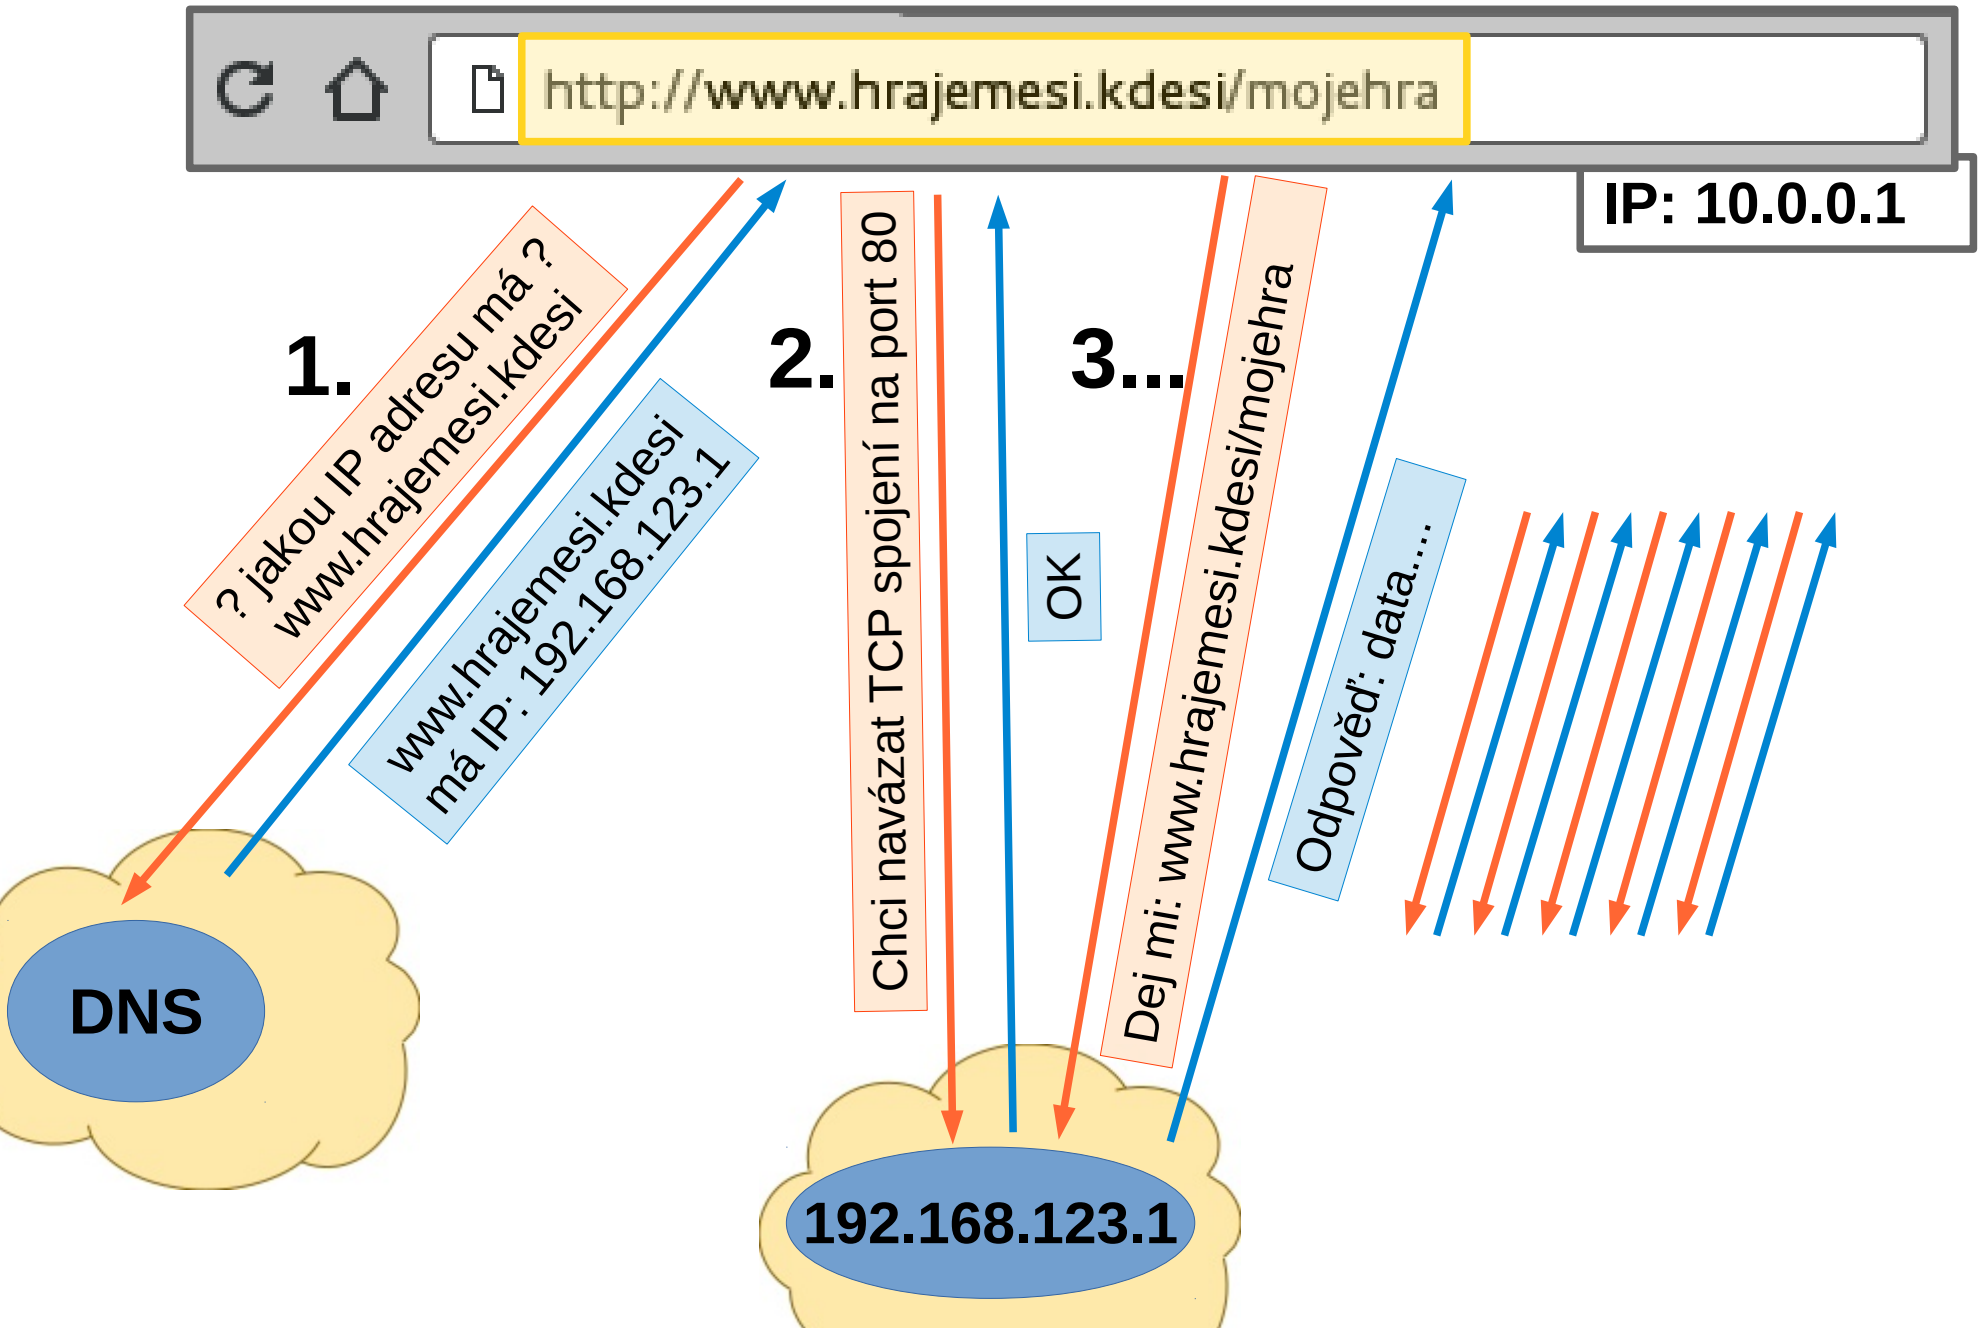 http://www.hrajemesi.kdesi/mojehra
IP: 10.0.0.1
1.
? jakou IP adresu má ?
www.hrajemesi.kdesi
www.hrajemesi.kdesi
má IP: 192.168.123.1
2.
Chci navázat TCP spojení na port 80
OK
3...
Dej mi: www.hrajemesi.kdesi/mojehra
Odpověď: data....
DNS
192.168.123.1